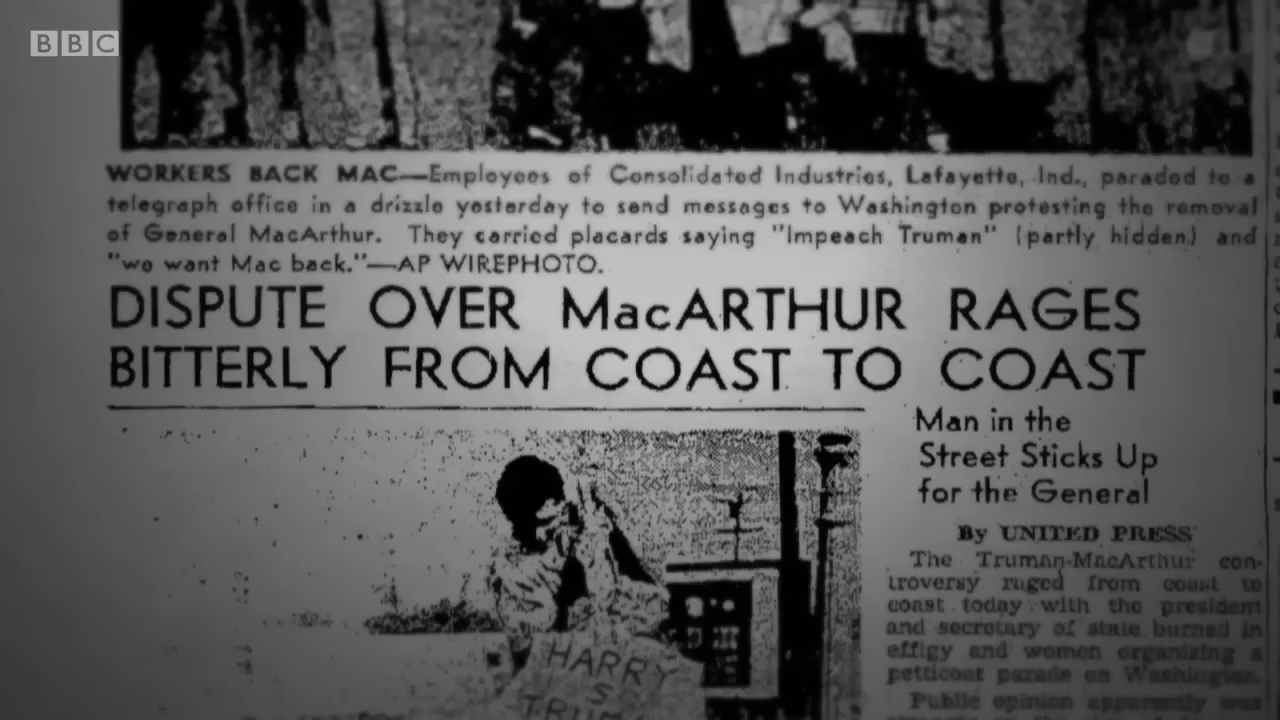 BBC
WORKERS BACK MAC—Employees of Consolidated Industries, Lafayette, Ind., paraded to a
telegraph office in a drizzle yesterday to send messages to Washington protesting the removal
of General MacArthur. They carried placards saying "Impeach Truman" (partly hidden) and
"we want Mac back."—AP WIREPHOTO.
DISPUTE OVER MacARTHUR RAGES
BITTERLY FROM COAST TO COAST
Man in the
Street Sticks Up
for the General
By UNITED PRESS
The Truman-MacArthur con-
troversy raged from coast to
coast today with the president
and secretary of state burned in
effigy and women organizing a
petticoat parade on Washington.
Public opinion apparently was
HARRY
S
TRUM